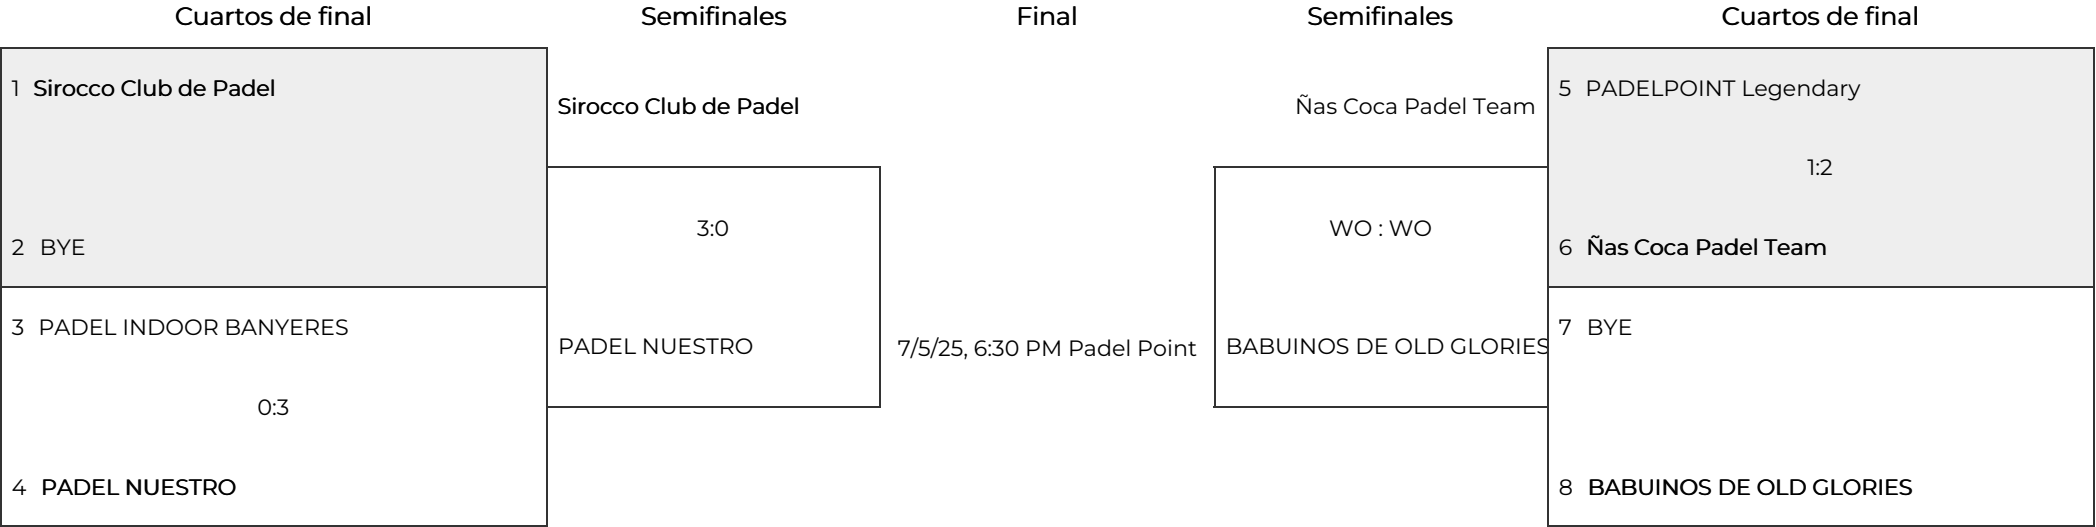 Cuartos de final
Semifinales
Final
Semifinales
Cuartos de final
1 Sirocco Club de Padel
2 BYE
3 PADEL INDOOR BANYERES
0:3
4 PADEL NUESTRO
Sirocco Club de Padel
3:0
PADEL NUESTRO
7/5/25, 6:30 PM Padel Point
Ñas Coca Padel Team
WO : WO
BABUINOS DE OLD GLORIES
5 PADELPOINT Legendary
1:2
6 Ñas Coca Padel Team
7 BYE
8 BABUINOS DE OLD GLORIES